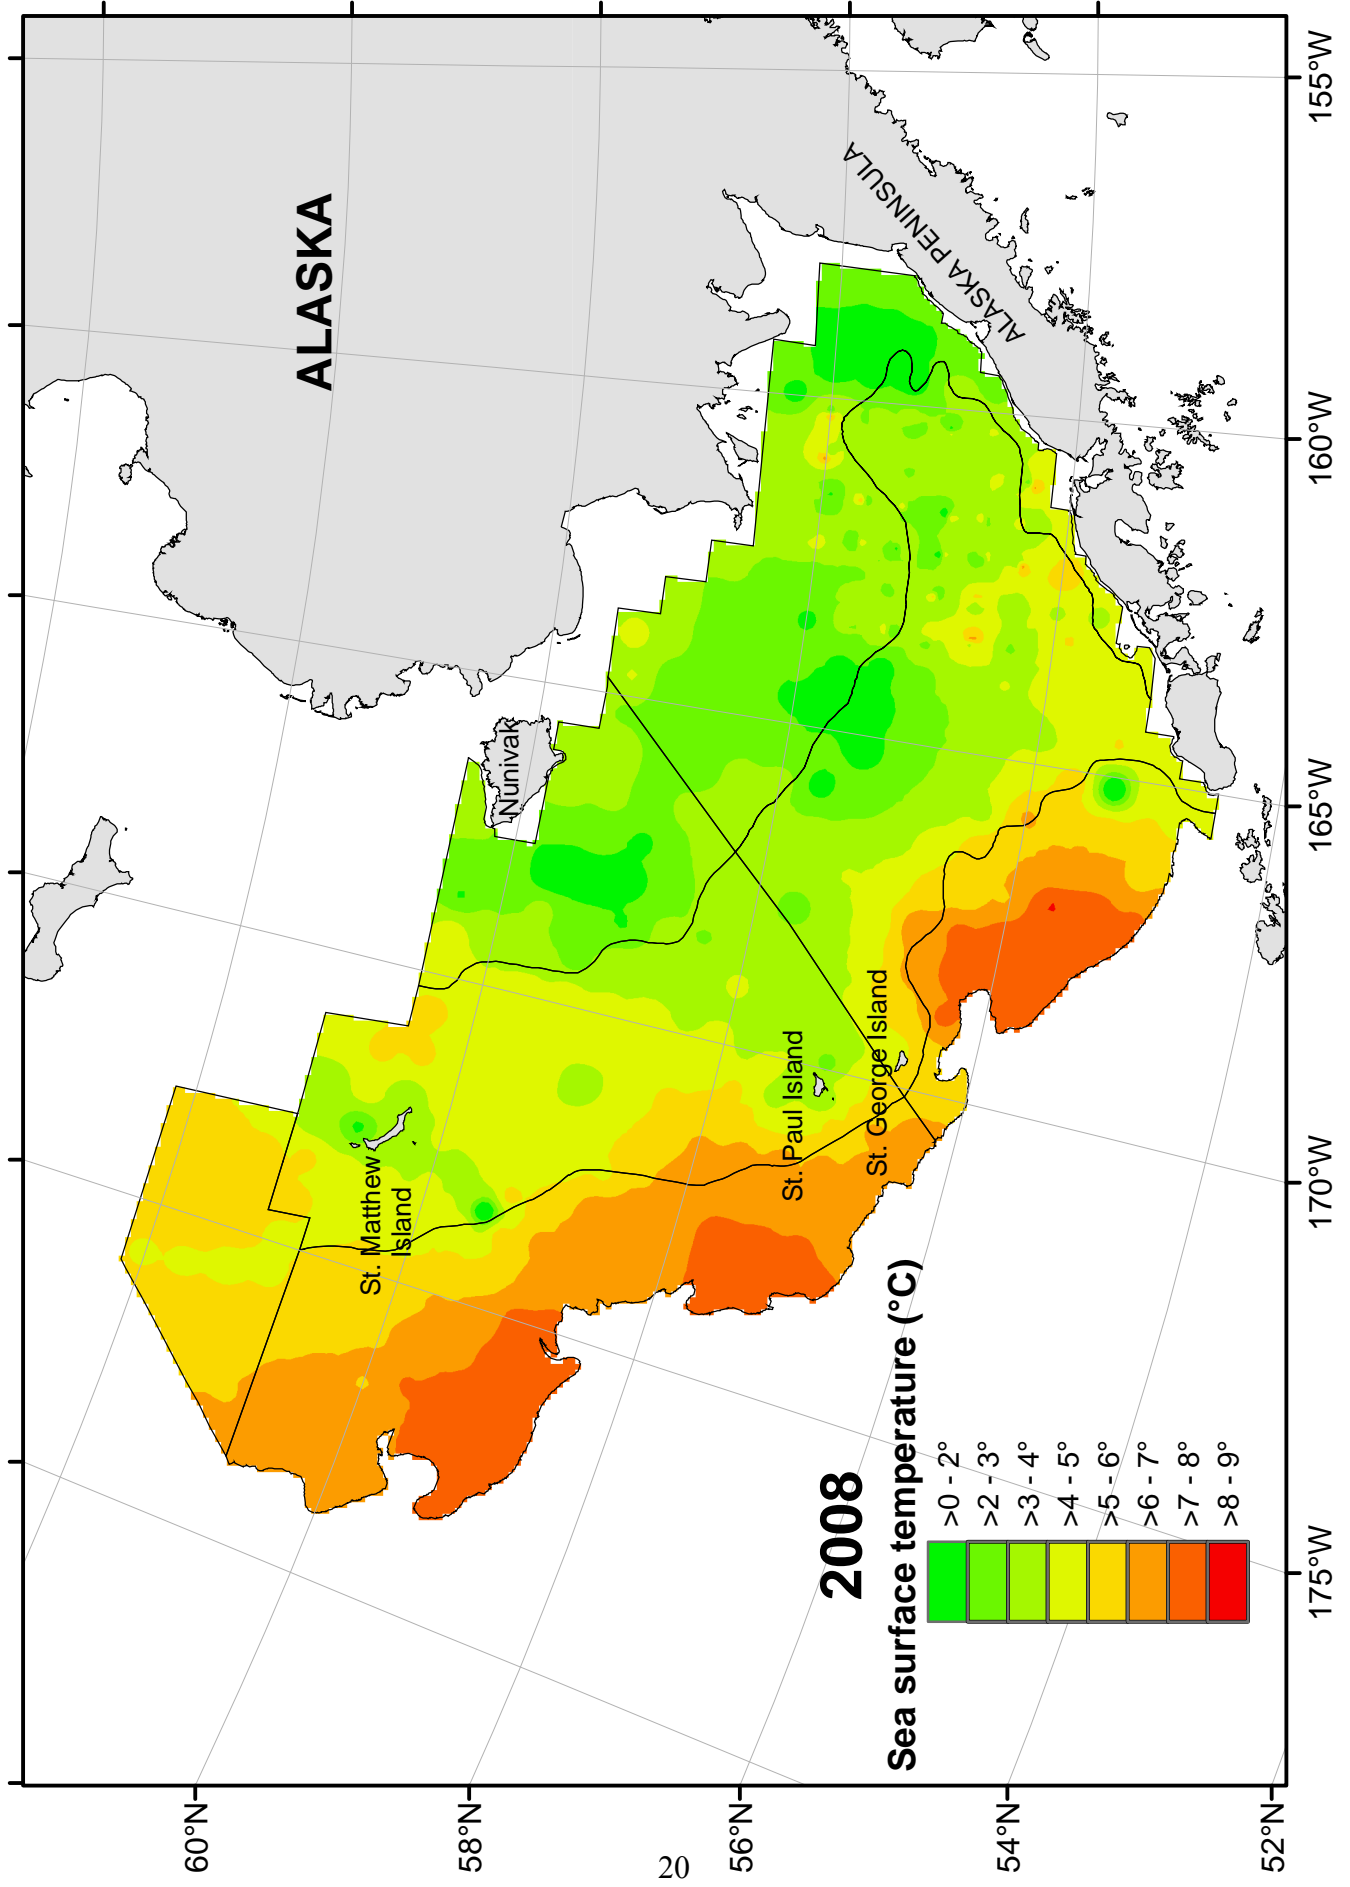 ALASKA
Nunivak
ALASKA PENINSULA
St. Matthew
Island
St. Paul Island
St. George Island
2008
Sea surface temperature (°C)
>0 - 2°
>2 - 3°
>3 - 4°
>4 - 5°
>5 - 6°
>6 - 7°
>7 - 8°
>8 - 9°
60°N
58°N
56°N
54°N
52°N
175°W
170°W
165°W
160°W
155°W
20